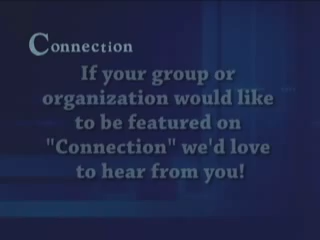 Connection
If your group or
organization would like
to be featured on
"Connection" we'd love
to hear from you!